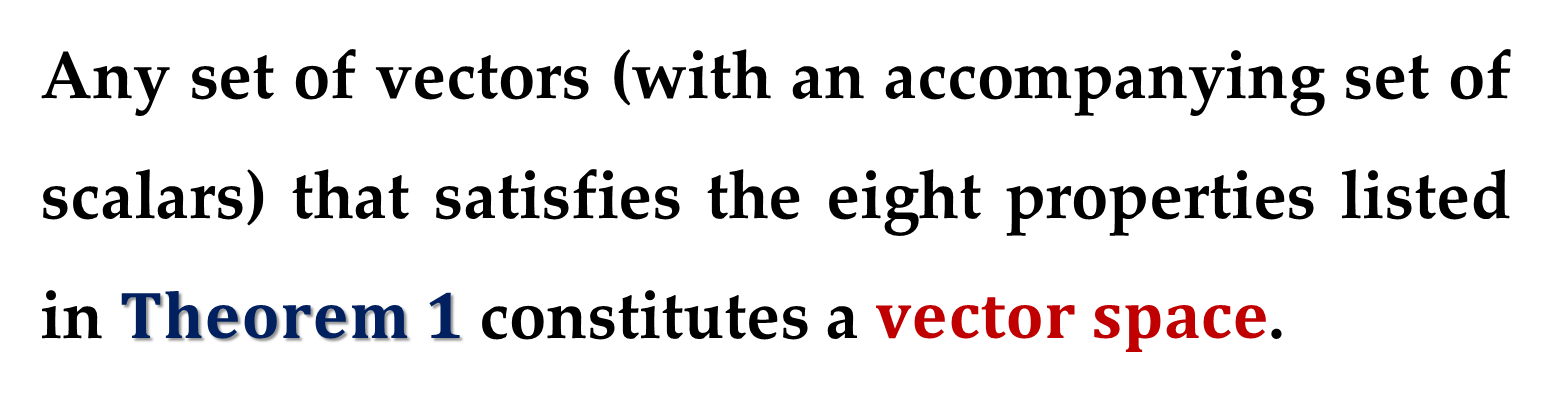 Any set of vectors (with an accompanying set of
scalars) that satisfies the eight properties listed
in Theorem 1 constitutes a vector space.